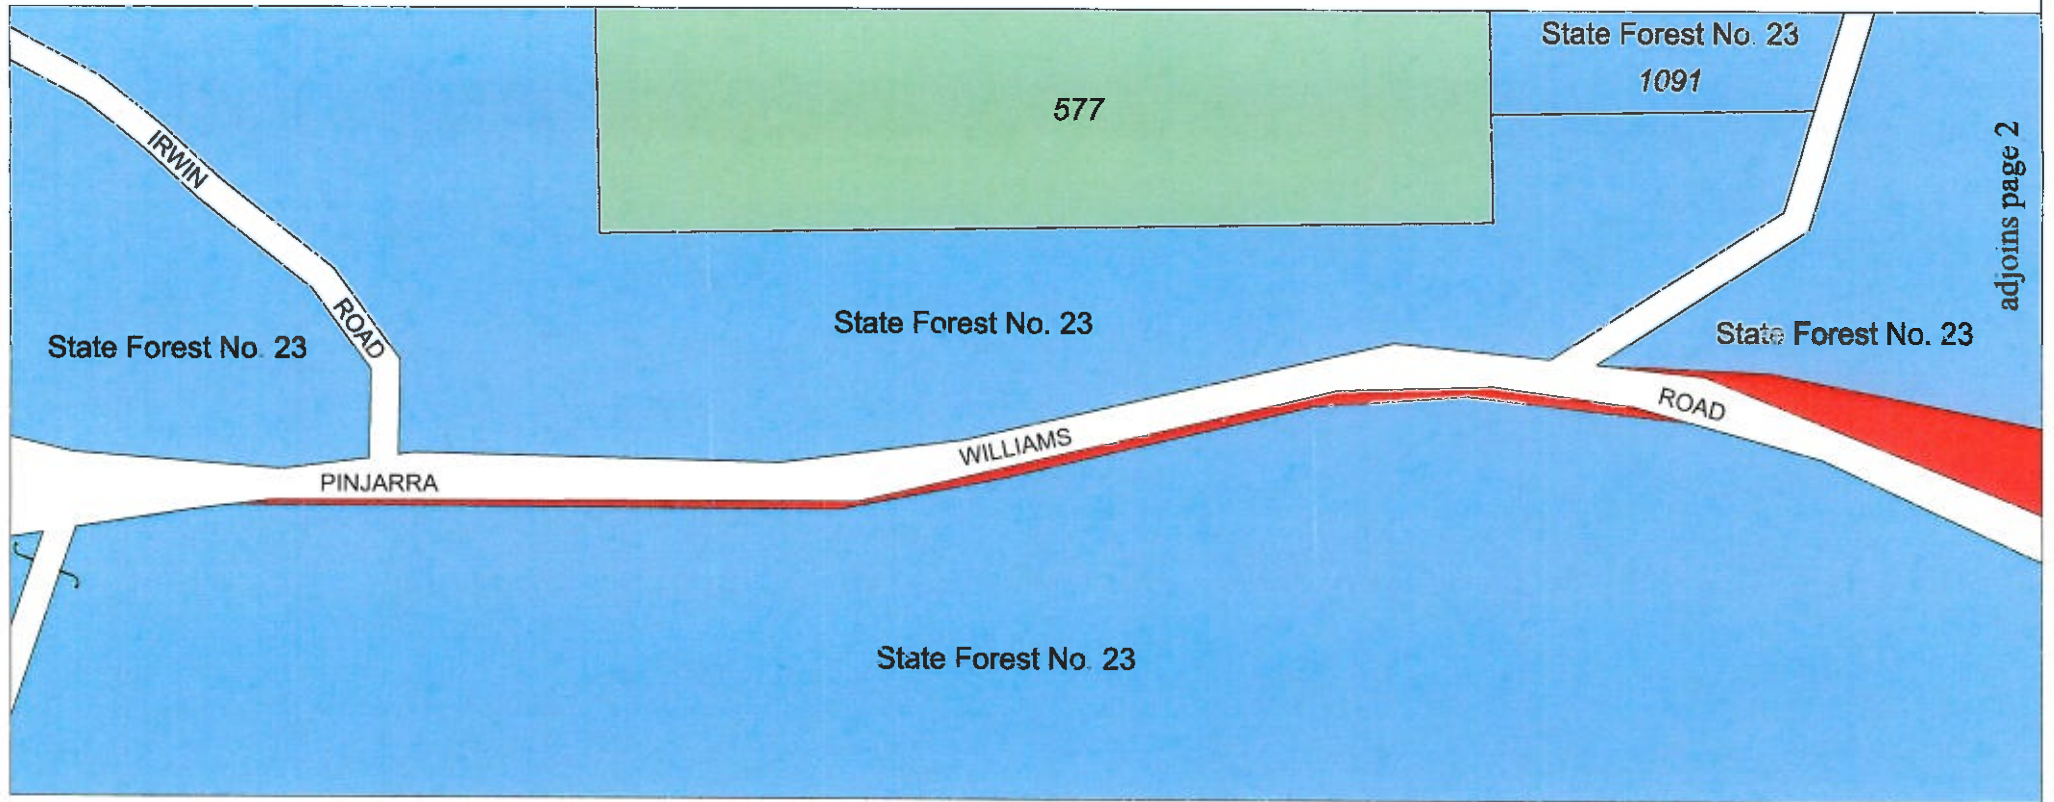 State Forest No. 23
1091
577
adjoins page 2
IRWIN
ROAD
State Forest No. 23
State Forest No. 23
State Forest No. 23
PINJARRA
WILLIAMS
ROAD
State Forest No. 23